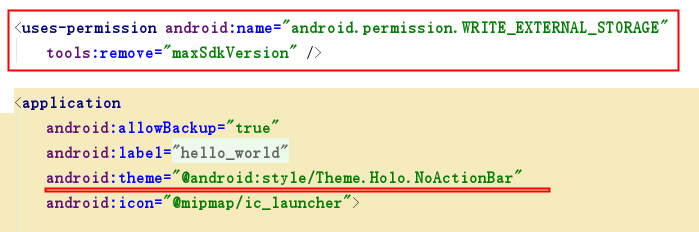 <uses-permission android:name="android.permission.WRITE_EXTERNAL_STORAGE"
tools:remove="maxSdkVersion" />
<application
android:allowBackup="true"
android:label="hello_world"
android:theme="@android:style/Theme.Holo.NoActionBar"
android:icon="@mipmap/ic_launcher">